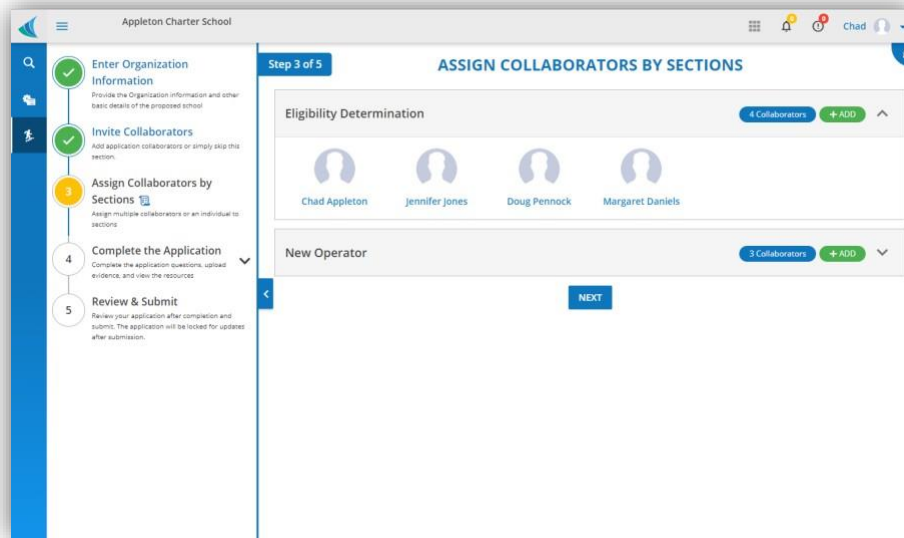 Appleton Charter School
0
0
Chad
Enter Organization
Information
Provide the Organization information and other
basic details of the proposed school
Invite Collaborators
Add application collaborators or simply skip this
section.
3
Assign Collaborators by
Sections
Assign multiple collaborators or an individual to
sections
4
Complete the Application
Complete the application questions, upload
evidence, and view the resources
5
Review & Submit
Review your application after completion and
submit. The application will be locked for updates
after submission.
Step 3 of 5
ASSIGN COLLABORATORS BY SECTIONS
Eligibility Determination
4 Collaborators
+ ADD
Chad Appleton
Jennifer Jones
Doug Pennock
Margaret Daniels
New Operator
3 Collaborators
+ ADD
NEXT